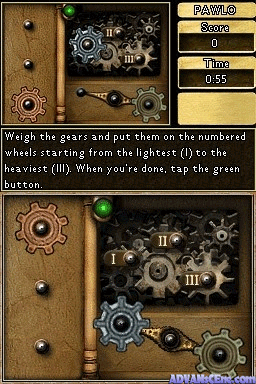 PAWLO
Score
II
0
III
Time
0:55
Weigh the gears and put them on the numbered
wheels starting from the lightest (I) to the
heaviest (III). When you're done, tap the green
button.
II
I
III
ADVANsCEne.com